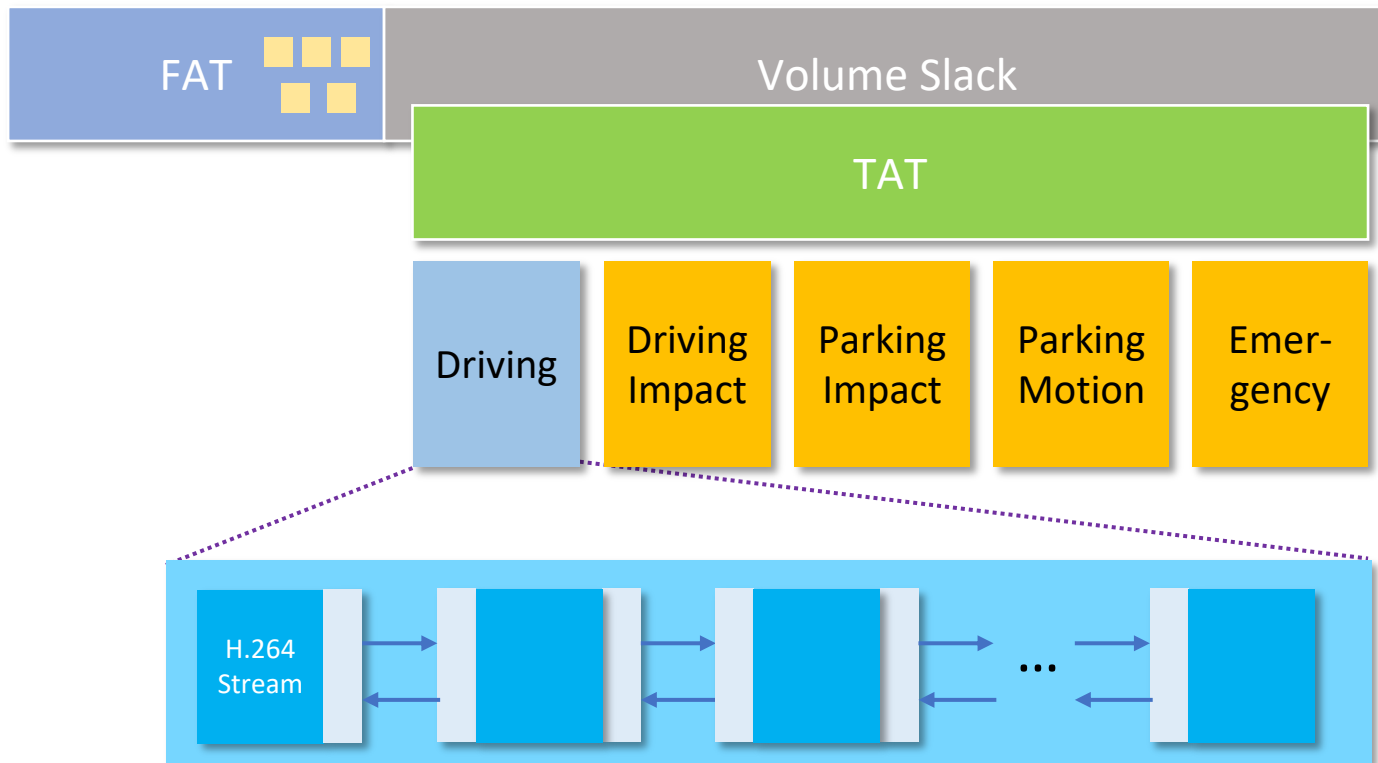 FAT
Volume Slack
TAT
Driving
Driving
Impact
Parking
Impact
Parking
Motion
Emer-
gency
H.264
Stream
...